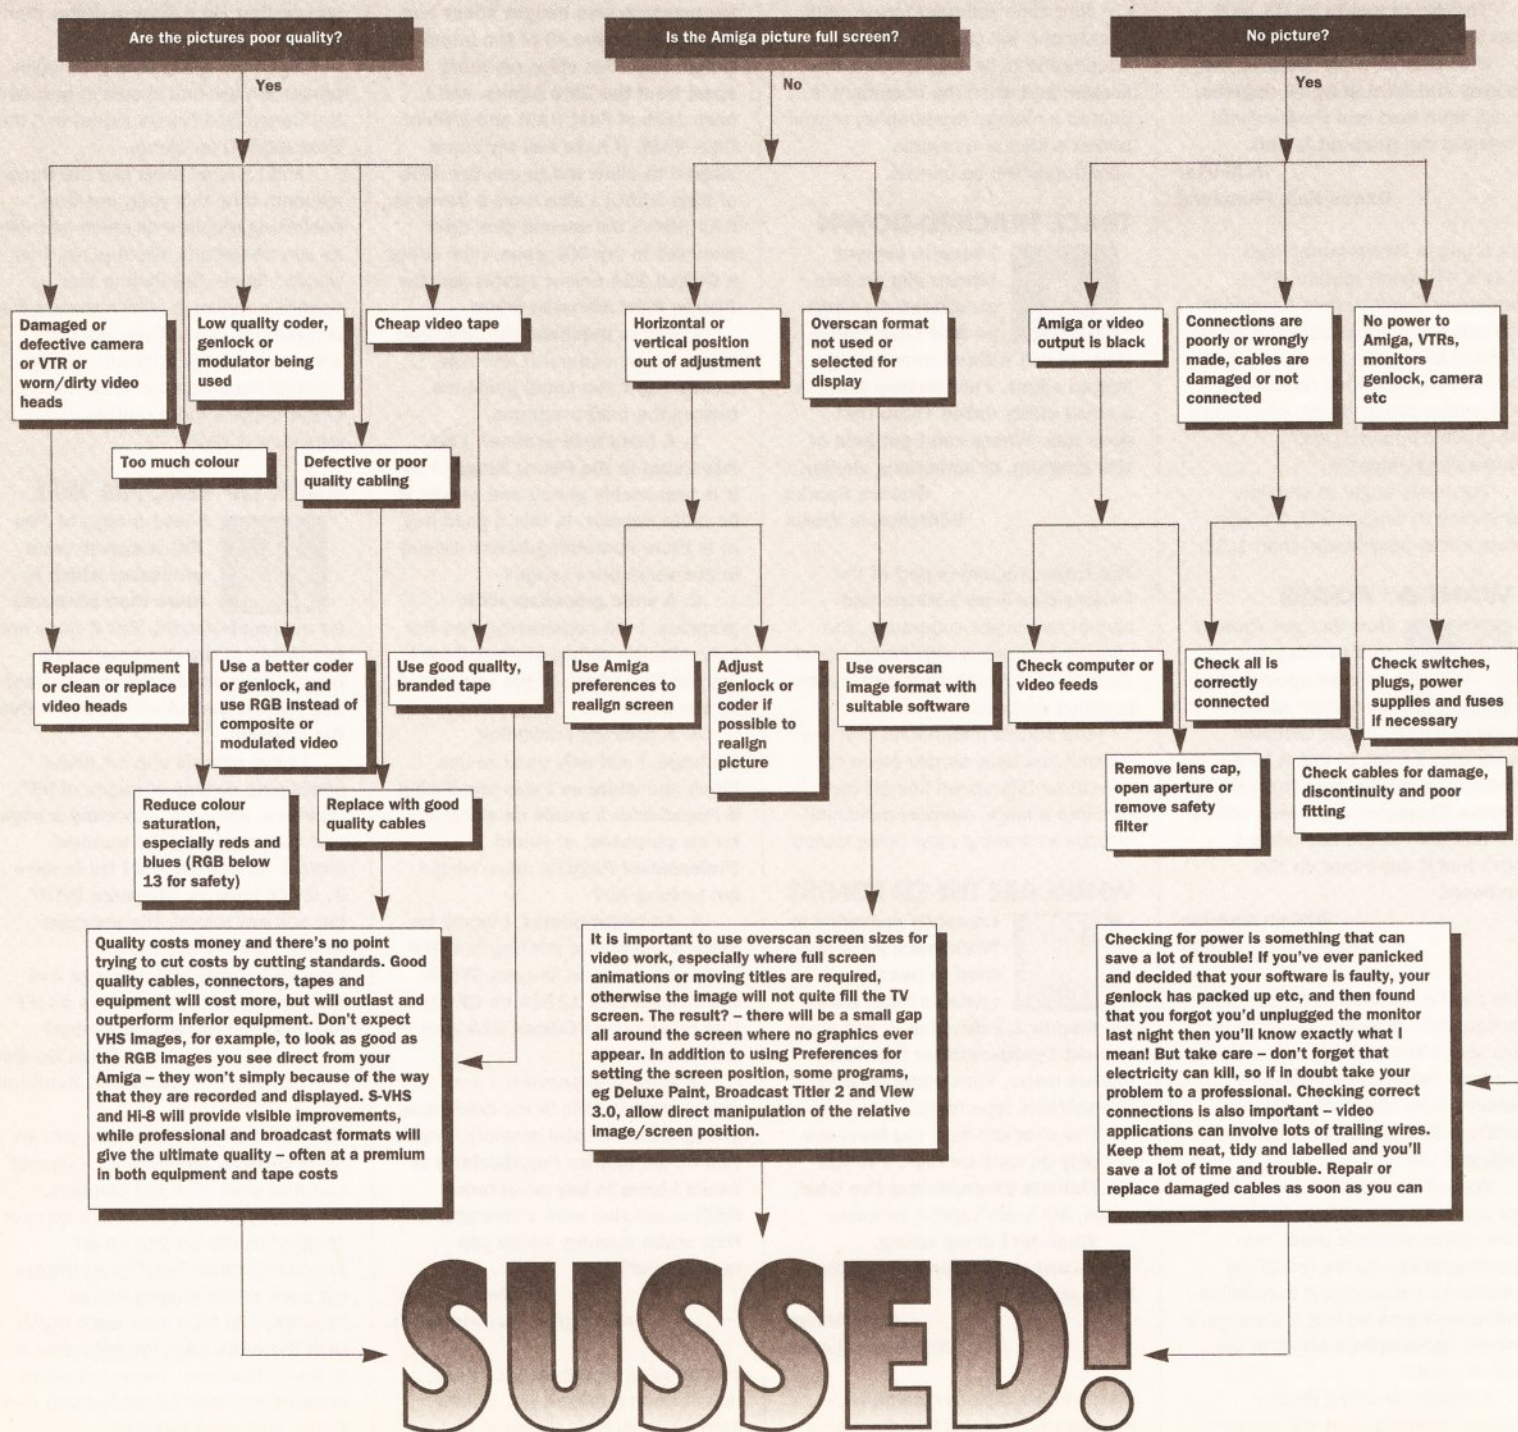 Are the pictures poor quality?
Yes
Damaged or
defective camera
or VTR or
worn/dirty video
heads
Low quality coder,
genlock or
modulator being
used
Cheap video tape
Too much colour
Defective or poor
quality cabling
Replace equipment
or clean or replace
video heads
Use a better coder
or genlock, and
use RGB instead of
composite or
modulated video
Use good quality,
branded tape
Reduce colour
saturation,
especially reds and
blues (RGB below
13 for safety)
Replace with good
quality cables
Quality costs money and there's no point
trying to cut costs by cutting standards. Good
quality cables, connectors, tapes and
equipment will cost more, but will outlast and
outperform inferior equipment. Don't expect
VHS images, for example, to look as good as
the RGB images you see direct from your
Amiga – they won't simply because of the way
that they are recorded and displayed. S-VHS
and Hi-8 will provide visible improvements,
while professional and broadcast formats will
give the ultimate quality – often at a premium
in both equipment and tape costs
Is the Amiga picture full screen?
No
Horizontal or
vertical position
out of adjustment
Overscan format
not used or
selected for
display
Use Amiga
preferences to
realign screen
Adjust
genlock or
coder if
possible to
realign
picture
Use overscan
image format with
suitable software
It is important to use overscan screen sizes for
video work, especially where full screen
animations or moving titles are required,
otherwise the image will not quite fill the TV
screen. The result? – there will be a small gap
all around the screen where no graphics ever
appear. In addition to using Preferences for
setting the screen position, some programs,
eg Deluxe Paint, Broadcast Titler 2 and View
3.0, allow direct manipulation of the relative
image/screen position.
No picture?
Yes
Amiga or video
output is black
Connections are
poorly or wrongly
made, cables are
damaged or not
connected
No power to
Amiga, VTRs,
monitors
genlock, camera
etc
Check computer or
video feeds
Check all is
correctly
connected
Check switches,
plugs, power
supplies and fuses
if necessary
Remove lens cap,
open aperture or
remove safety
filter
Check cables for damage,
discontinuity and poor
fitting
Checking for power is something that can
save a lot of trouble! If you've ever panicked
and decided that your software is faulty, your
genlock has packed up etc, and then found
that you forgot you'd unplugged the monitor
last night then you'll know exactly what I
mean! But take care – don't forget that
electricity can kill, so if in doubt take your
problem to a professional. Checking correct
connections is also important – video
applications can involve lots of trailing wires.
Keep them neat, tidy and labelled and you'll
save a lot of time and trouble. Repair or
replace damaged cables as soon as you can
SUSSED!